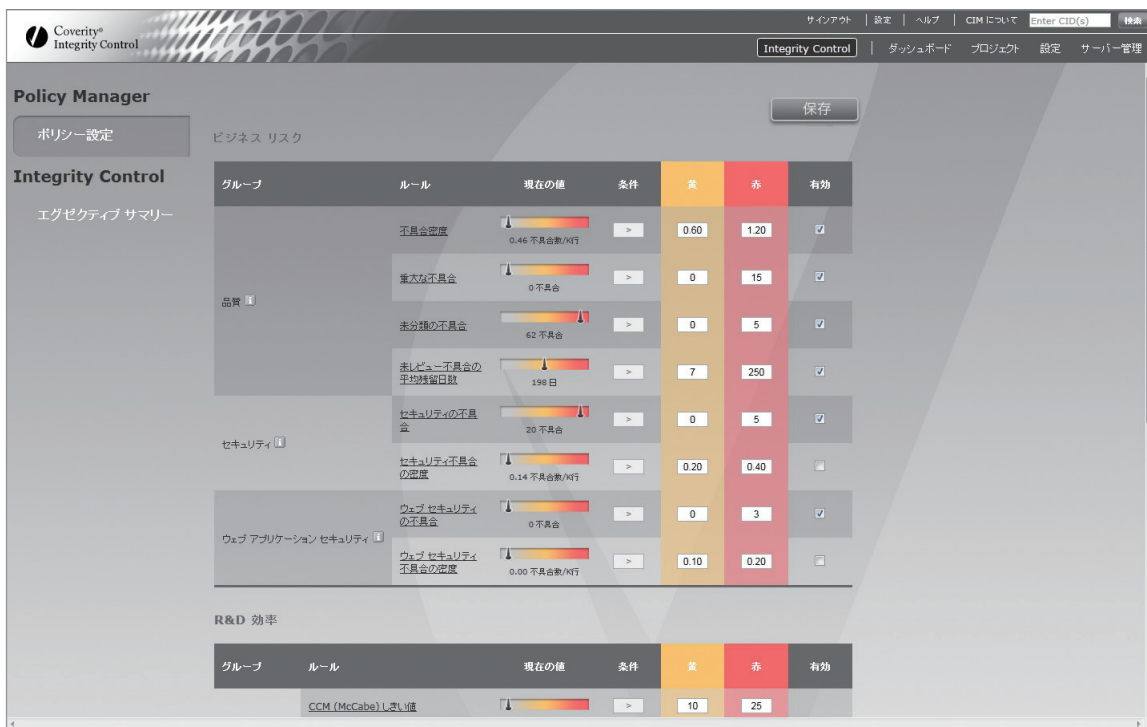 サインアウト | 設定 | ヘルプ | CIM について Enter CID(s) 検索
Coverity®
Integrity Control
Integrity Control | ダッシュボード プロジェクト 設定 サーバー管理
Policy Manager
ポリシー設定
Integrity Control
エグゼクティブ サマリー
保存
ビジネス リスク
グループ ルール 現在の値 条件 黄 赤 有効
品質
不具合密度 > 0.60 1.20
0.46 不具合数/K行
重大な不具合 > 0 15
0 不具合
未分類の不具合 > 0 5
62 不具合
未レビュー不具合の
平均残留日数 > 7 250
198 日
セキュリティ
セキュリティの不具
合 > 0 5
20 不具合
セキュリティ不具合
の密度 > 0.20 0.40
0.14 不具合数/K行
ウェブ アプリケーション セキュリティ
ウェブ セキュリティ
の不具合 > 0 3
0 不具合
ウェブ セキュリティ
不具合の密度 > 0.10 0.20
0.00 不具合数/K行
R&D 効率
グループ ルール 現在の値 条件 黄 赤 有効
CCM (McCabe) しきい値 > 10 25